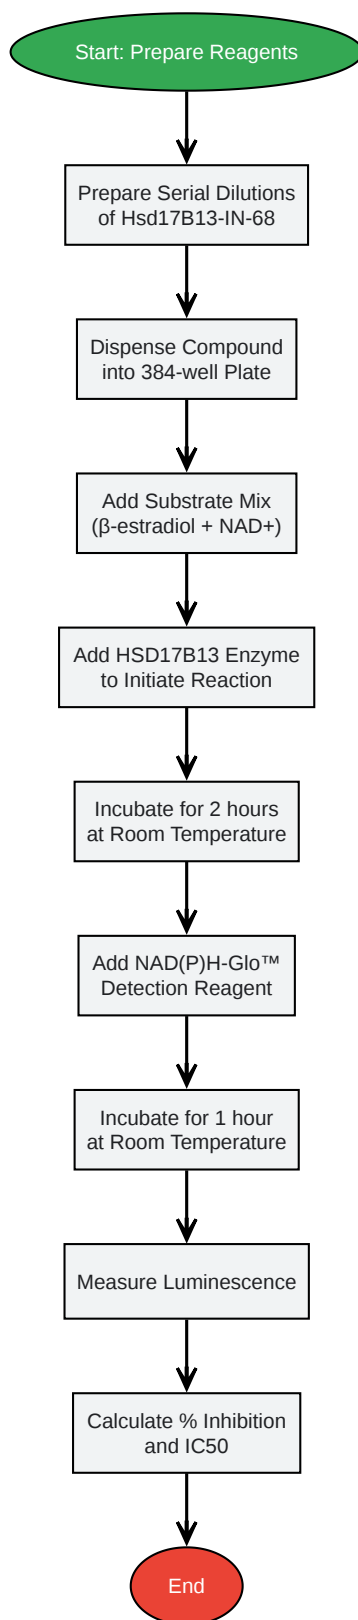 Start: Prepare Reagents
Prepare Serial Dilutions
of Hsd17B13-IN-68
Dispense Compound
into 384-well Plate
Add Substrate Mix
(β-estradiol + NAD+)
Add HSD17B13 Enzyme
to Initiate Reaction
Incubate for 2 hours
at Room Temperature
Add NAD(P)H-Glo™
Detection Reagent
Incubate for 1 hour
at Room Temperature
Measure Luminescence
Calculate % Inhibition
and IC50
End